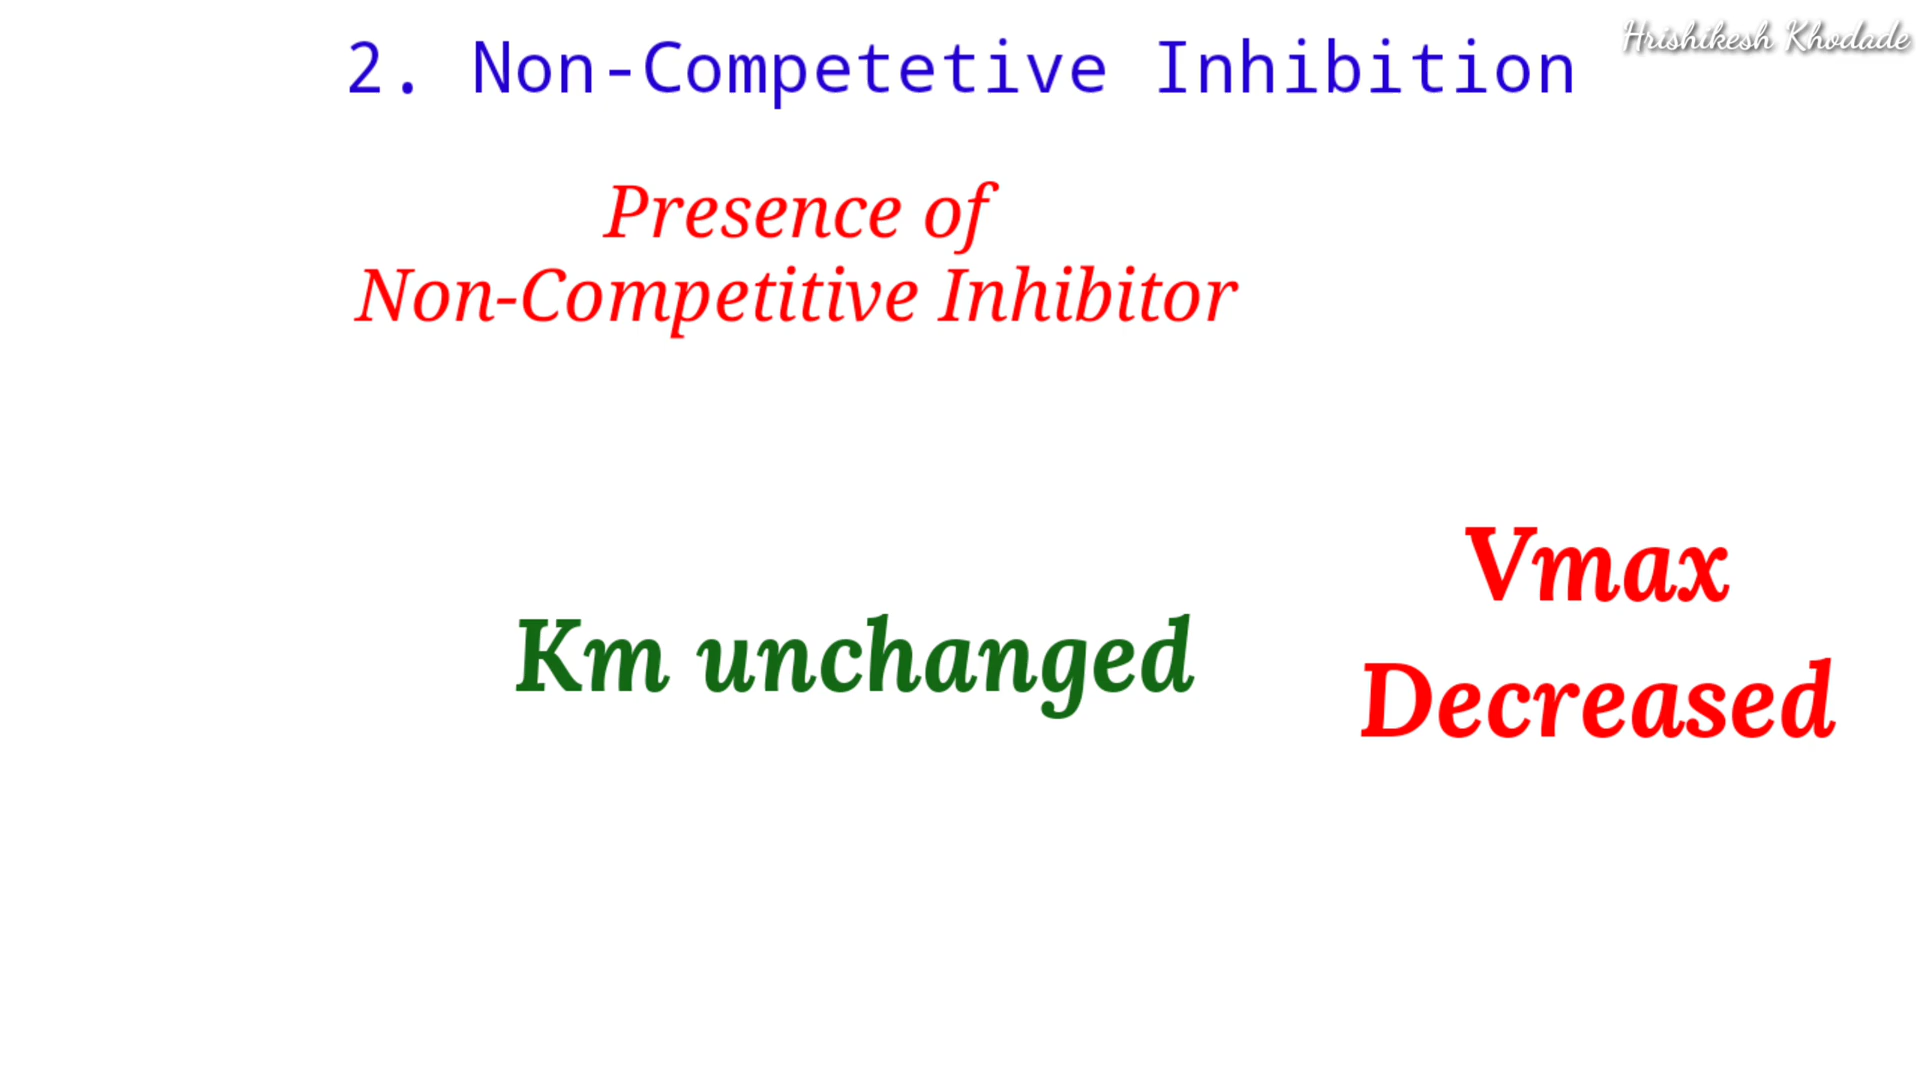 Hrishikesh Khodade
2. Non-Competetive Inhibition
Presence of
Non-Competitive Inhibitor
Km unchanged
Vmax
Decreased